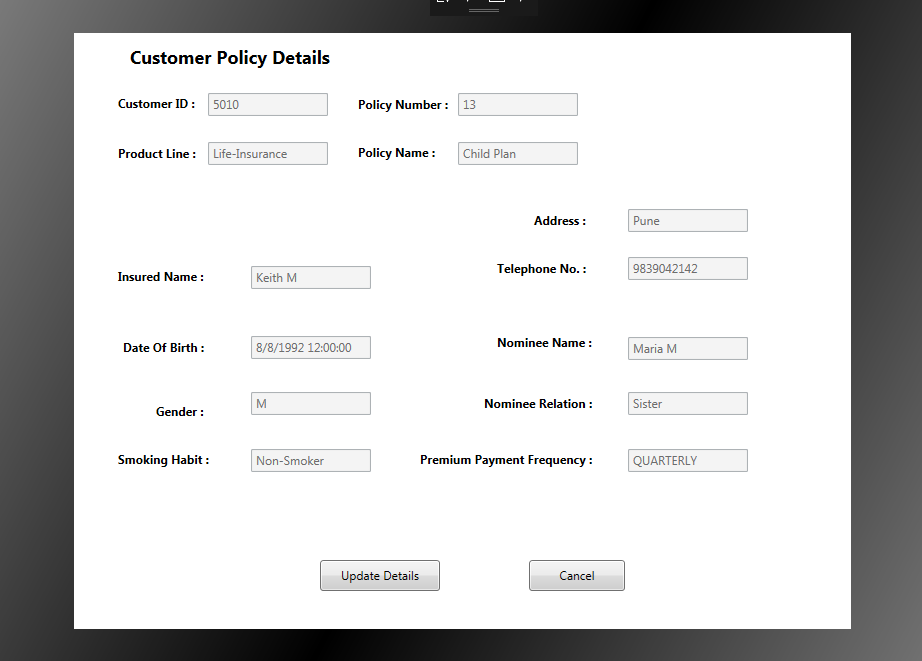 Customer Policy Details
Customer ID : 5010 Policy Number : 13
Product Line : Life-Insurance Policy Name : Child Plan
Address : Pune
Telephone No. : 9839042142
Insured Name : Keith M
Nominee Name : Maria M
Date Of Birth : 8/8/1992 12:00:00
Nominee Relation : Sister
Gender : M
Smoking Habit : Non-Smoker Premium Payment Frequency : QUARTERLY
Update Details Cancel